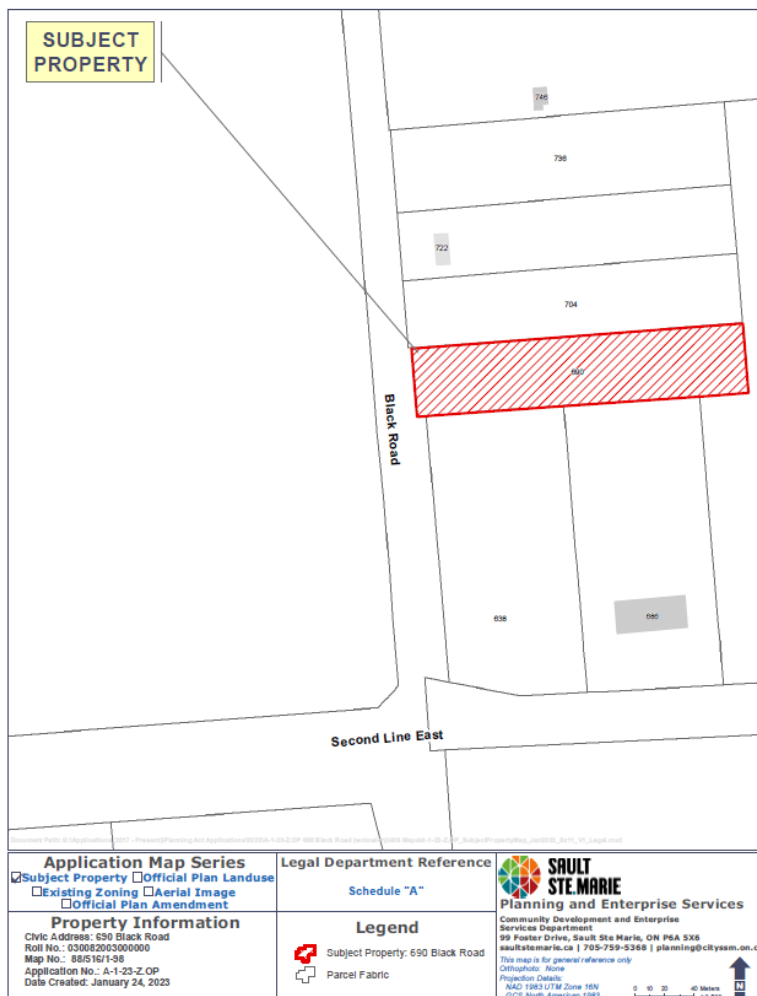 SUBJECT
PROPERTY
746
736
722
704
690
Black Road
638
686
Second Line East
Application Map Series
Subject Property Official Plan Landuse
Existing Zoning Aerial Image
Official Plan Amendment
Property Information
Civic Address: 690 Black Road
Roll No.: 030082003000000
Map No.: 88/516/1-98
Application No.: A-1-23-Z.OP
Date Created: January 24, 2023
Legal Department Reference
Schedule "A"
Legend
Subject Property: 690 Black Road
Parcel Fabric
SAULT
STE.MARIE
Planning and Enterprise Services
Community Development and Enterprise
Services Department
99 Foster Drive, Sault Ste Marie, ON P6A 5X6
saultstemarie.ca | 705-759-5368 | planning@cityssm.on.c
This map is for general reference only
Orthophoto: None
Projection Details:
NAD 1983 UTM Zone 16N
GCS North American 1983
0 10 20 40 Meters
N